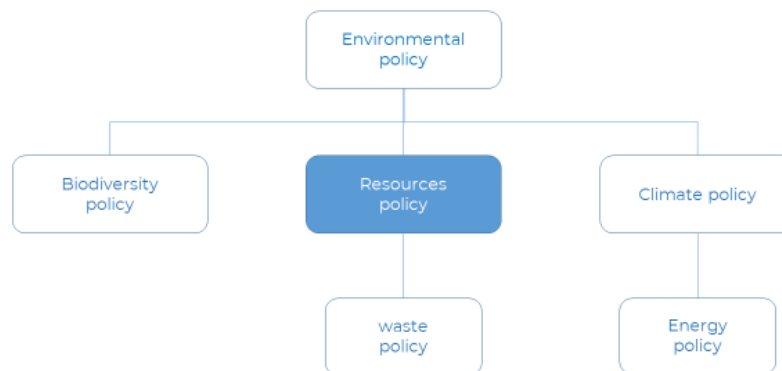 Environmental
policy
Biodiversity
policy
Resources
policy
Climate policy
waste
policy
Energy
policy